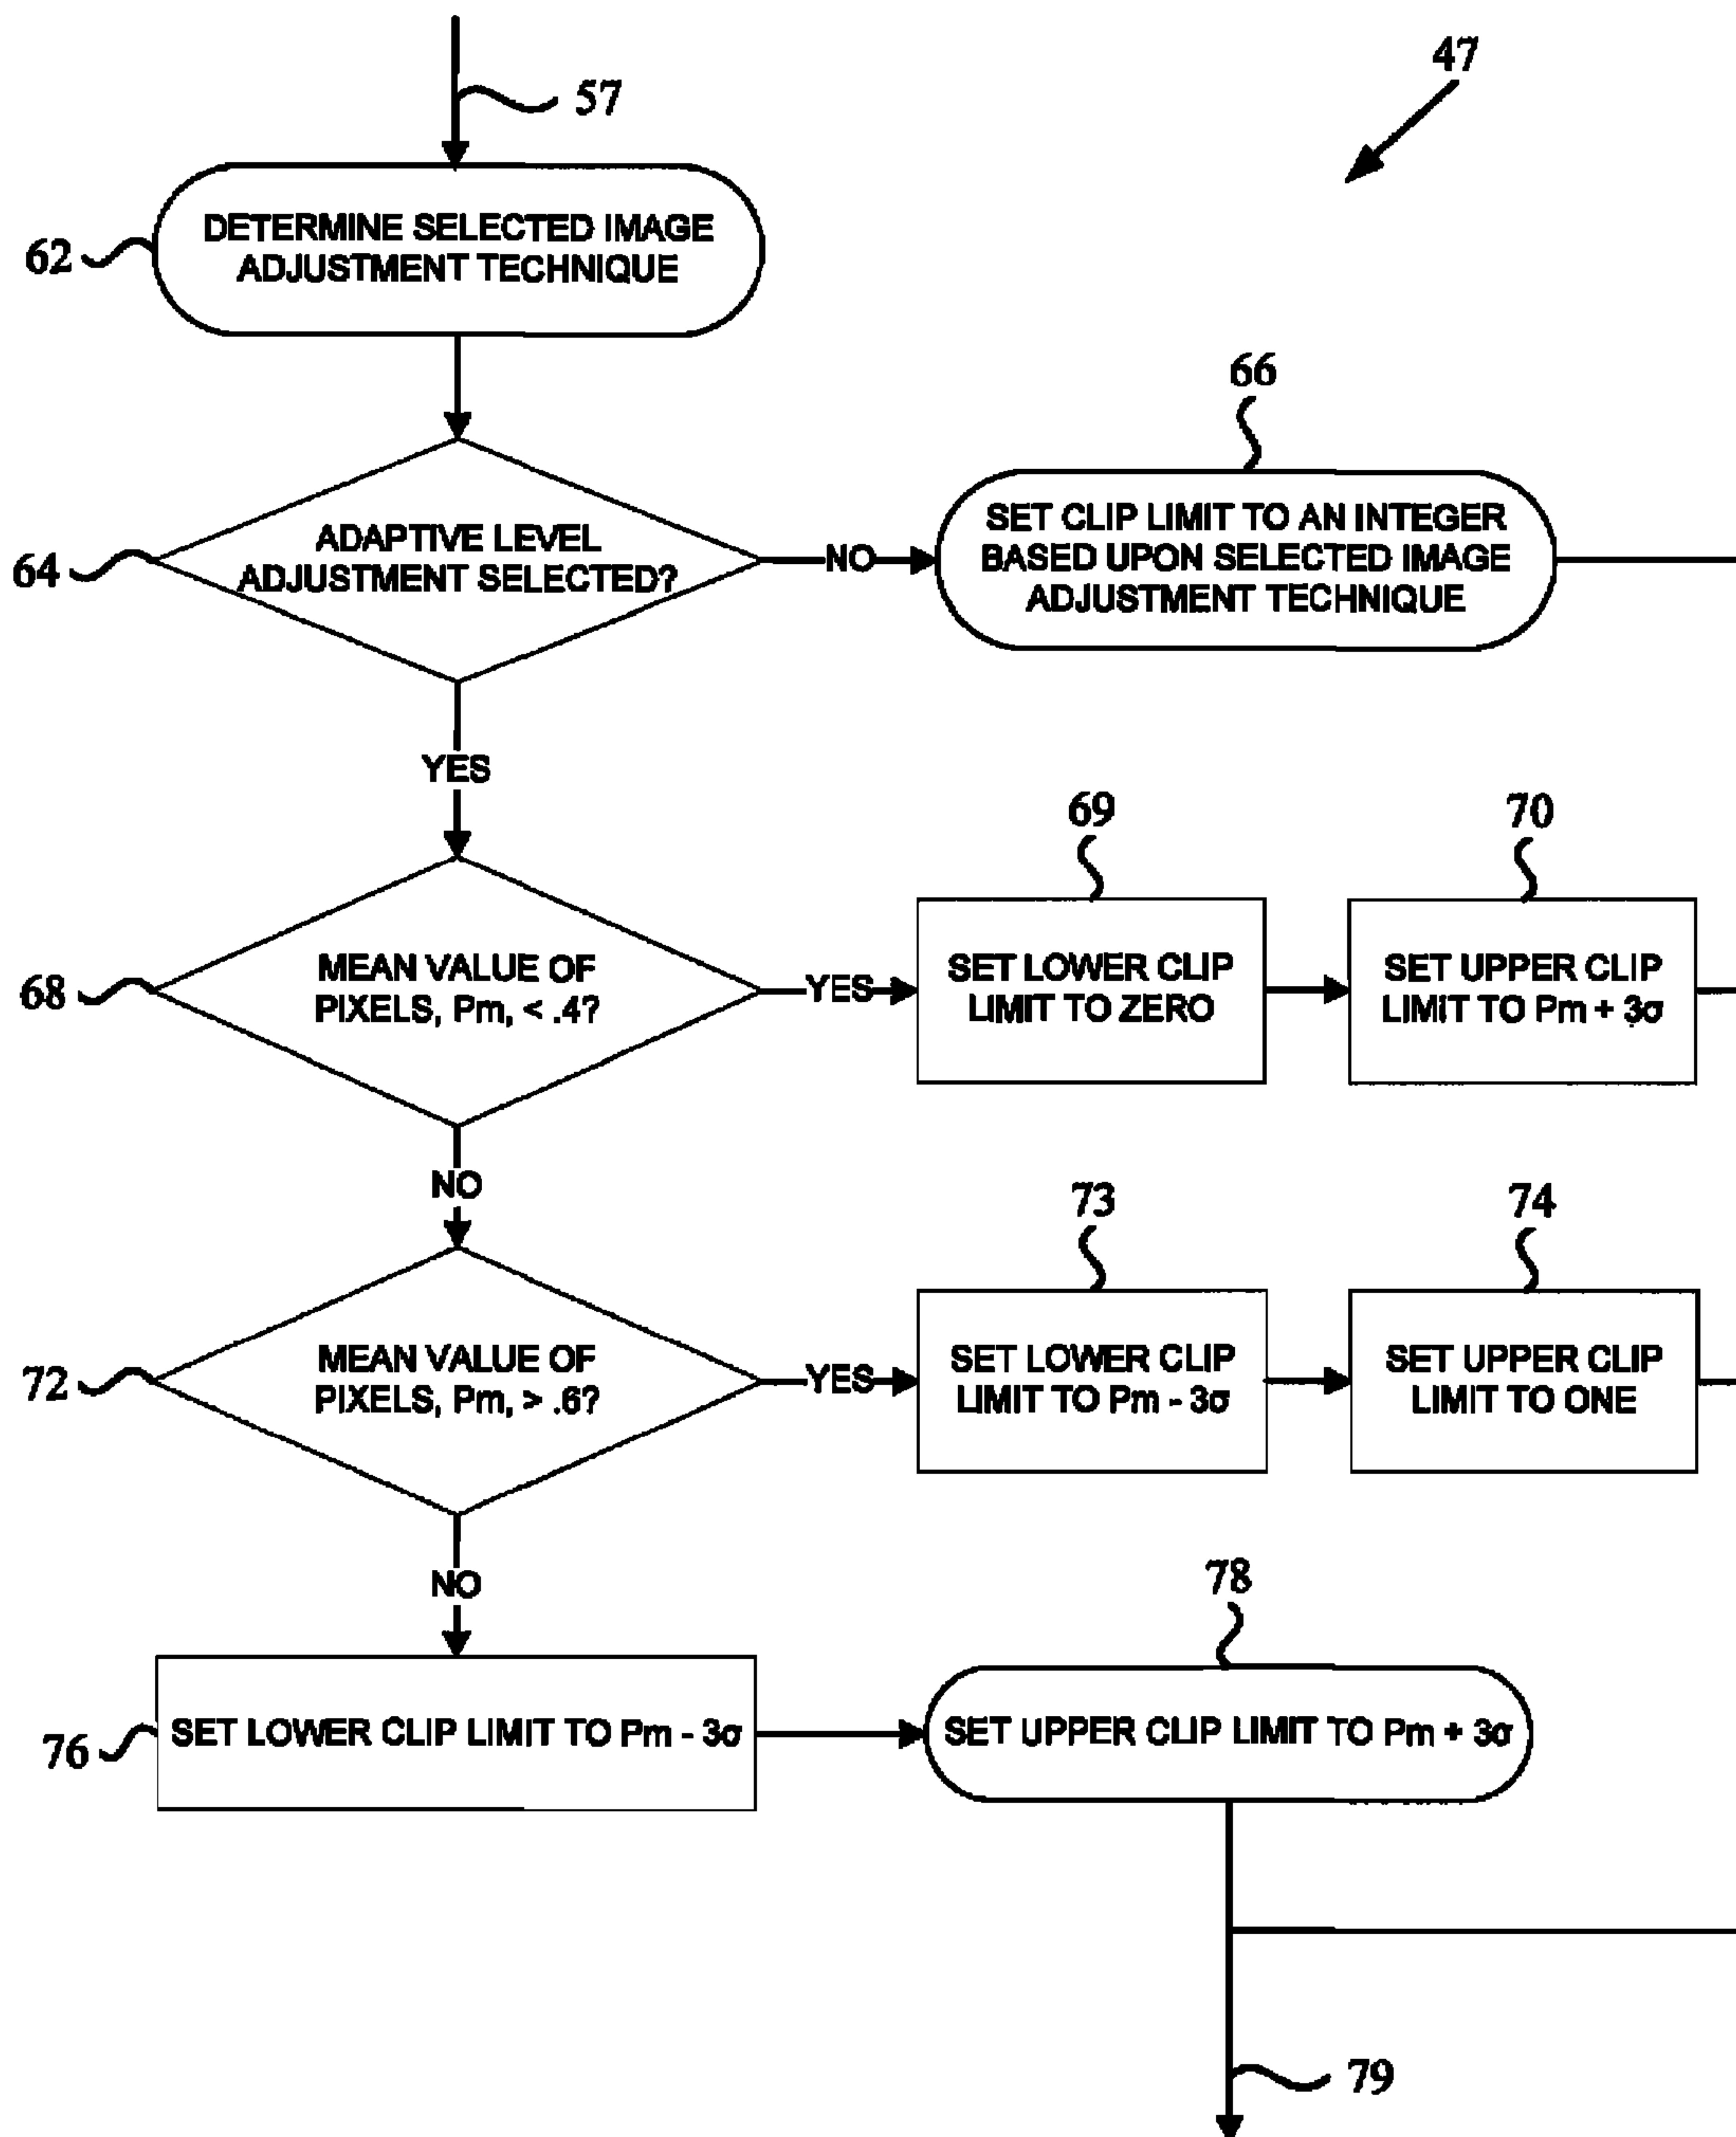 57
47
62
DETERMINE SELECTED IMAGE
ADJUSTMENT TECHNIQUE
66
64
ADAPTIVE LEVEL
ADJUSTMENT SELECTED?
NO
SET CLIP LIMIT TO AN INTEGER
BASED UPON SELECTED IMAGE
ADJUSTMENT TECHNIQUE
YES
69
70
68
MEAN VALUE OF
PIXELS, Pm, < .4?
YES
SET LOWER CLIP
LIMIT TO ZERO
SET UPPER CLIP
LIMIT TO Pm + 3σ
NO
73
74
72
MEAN VALUE OF
PIXELS, Pm, > .6?
YES
SET LOWER CLIP
LIMIT TO Pm - 3σ
SET UPPER CLIP
LIMIT TO ONE
NO
78
76
SET LOWER CLIP LIMIT TO Pm - 3σ
SET UPPER CLIP LIMIT TO Pm + 3σ
79